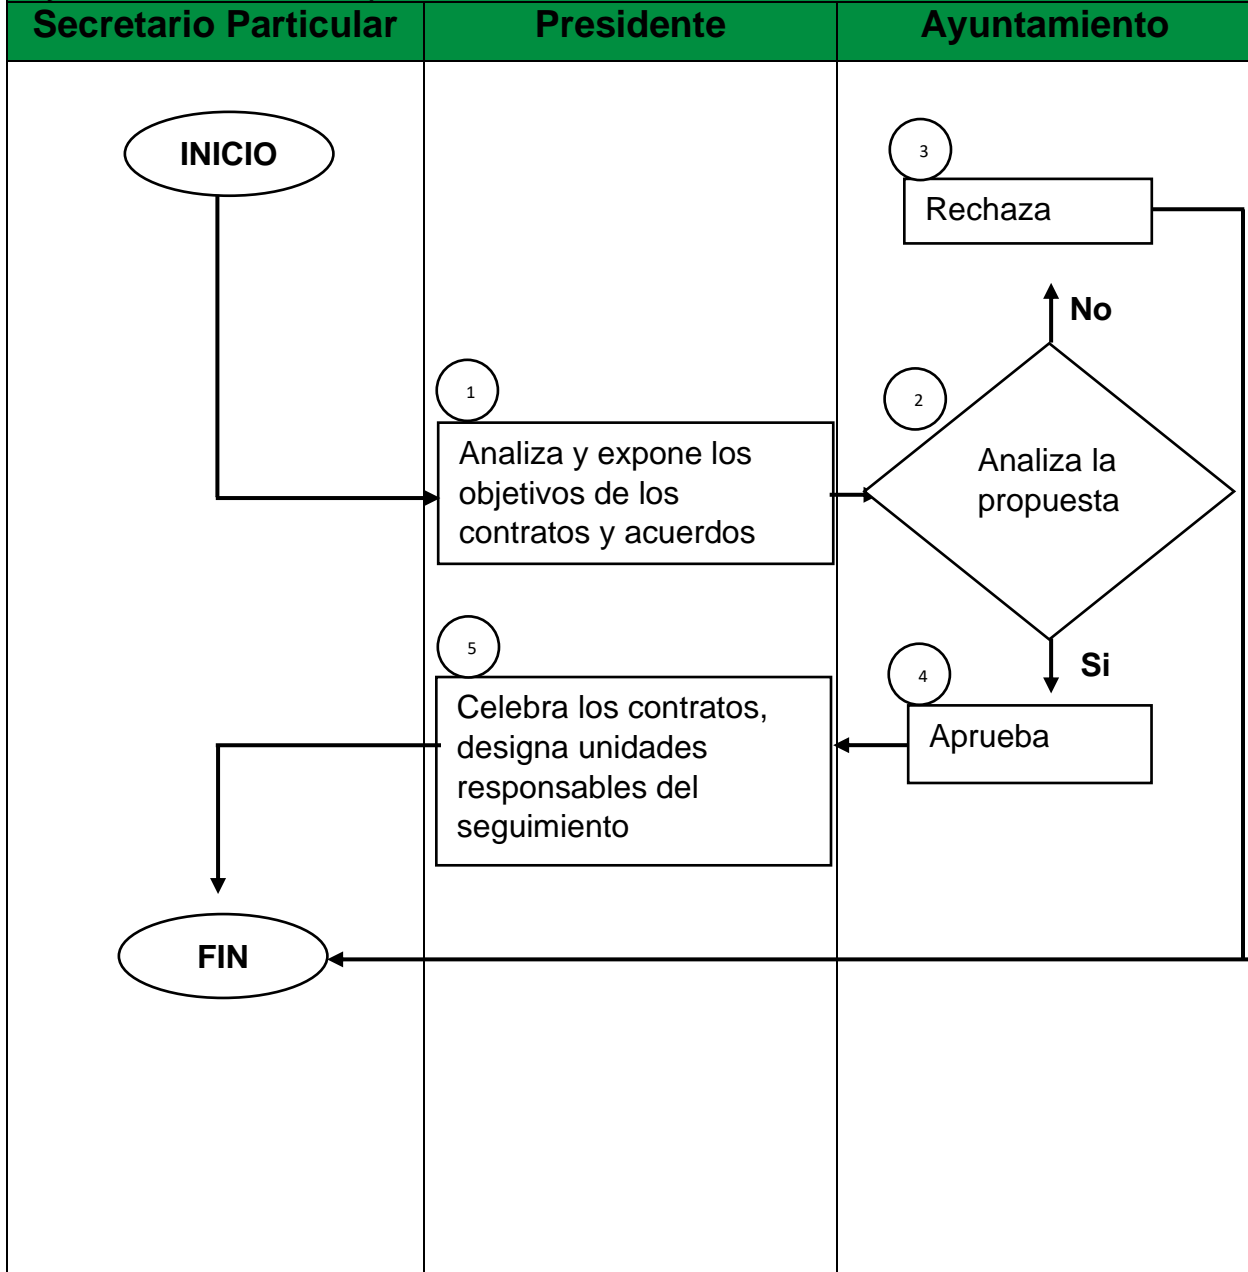 Secretario Particular
Presidente
Ayuntamiento
INICIO
3
Rechaza
No
1
Analiza y expone los
objetivos de los
contratos y acuerdos
2
Analiza la
propuesta
Si
4
Aprueba
5
Celebra los contratos,
designa unidades
responsables del
seguimiento
FIN